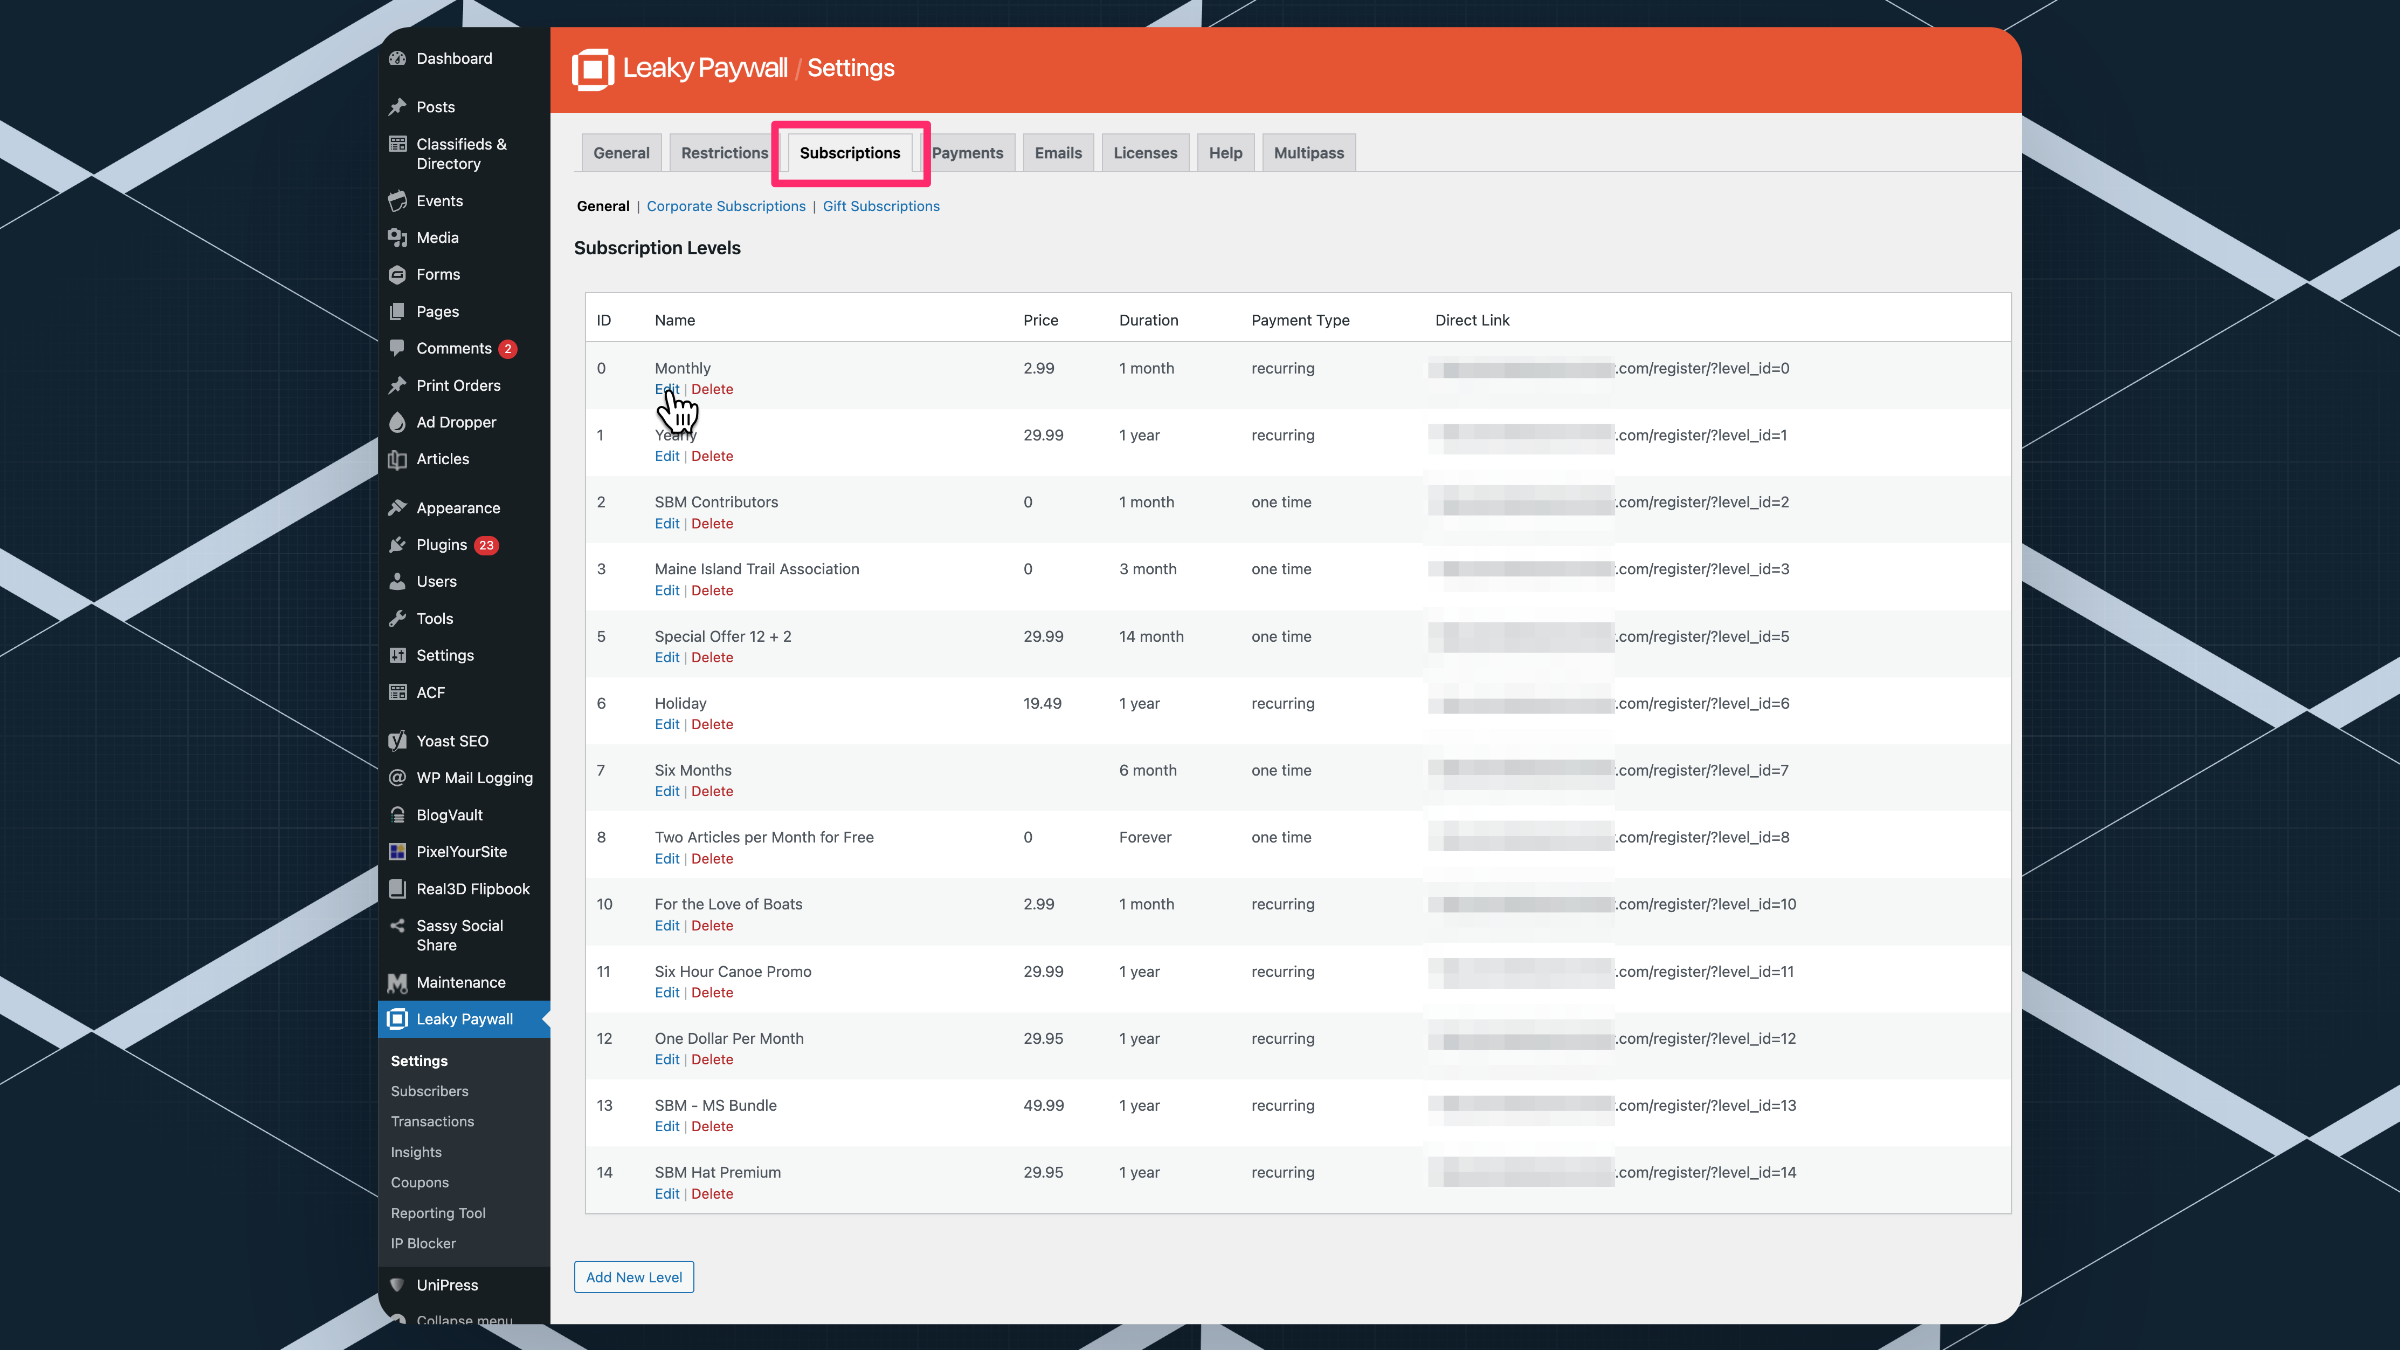 Dashboard
Posts
Classifieds &
Directory
Events
Media
Forms
Pages
Comments 2
Print Orders
Ad Dropper
Articles
Appearance
Plugins 23
Users
Tools
Settings
ACF
Yoast SEO
WP Mail Logging
BlogVault
PixelYourSite
Real3D Flipbook
Sassy Social
Share
Maintenance
Leaky Paywall
Settings
Subscribers
Transactions
Insights
Coupons
Reporting Tool
IP Blocker
UniPress
Collapse menu
Leaky Paywall / Settings
General Restrictions Subscriptions Payments Emails Licenses Help Multipass
General | Corporate Subscriptions | Gift Subscriptions
Subscription Levels
ID Name Price Duration Payment Type Direct Link
0 Monthly 2.99 1 month recurring .com/register/?level_id=0
Edit | Delete
1 Yearly 29.99 1 year recurring .com/register/?level_id=1
Edit | Delete
2 SBM Contributors 0 1 month one time .com/register/?level_id=2
Edit | Delete
3 Maine Island Trail Association 0 3 month one time .com/register/?level_id=3
Edit | Delete
5 Special Offer 12 + 2 29.99 14 month one time .com/register/?level_id=5
Edit | Delete
6 Holiday 19.49 1 year recurring .com/register/?level_id=6
Edit | Delete
7 Six Months 6 month one time .com/register/?level_id=7
Edit | Delete
8 Two Articles per Month for Free 0 Forever one time .com/register/?level_id=8
Edit | Delete
10 For the Love of Boats 2.99 1 month recurring .com/register/?level_id=10
Edit | Delete
11 Six Hour Canoe Promo 29.99 1 year recurring .com/register/?level_id=11
Edit | Delete
12 One Dollar Per Month 29.95 1 year recurring .com/register/?level_id=12
Edit | Delete
13 SBM - MS Bundle 49.99 1 year recurring .com/register/?level_id=13
Edit | Delete
14 SBM Hat Premium 29.95 1 year recurring .com/register/?level_id=14
Edit | Delete
Add New Level